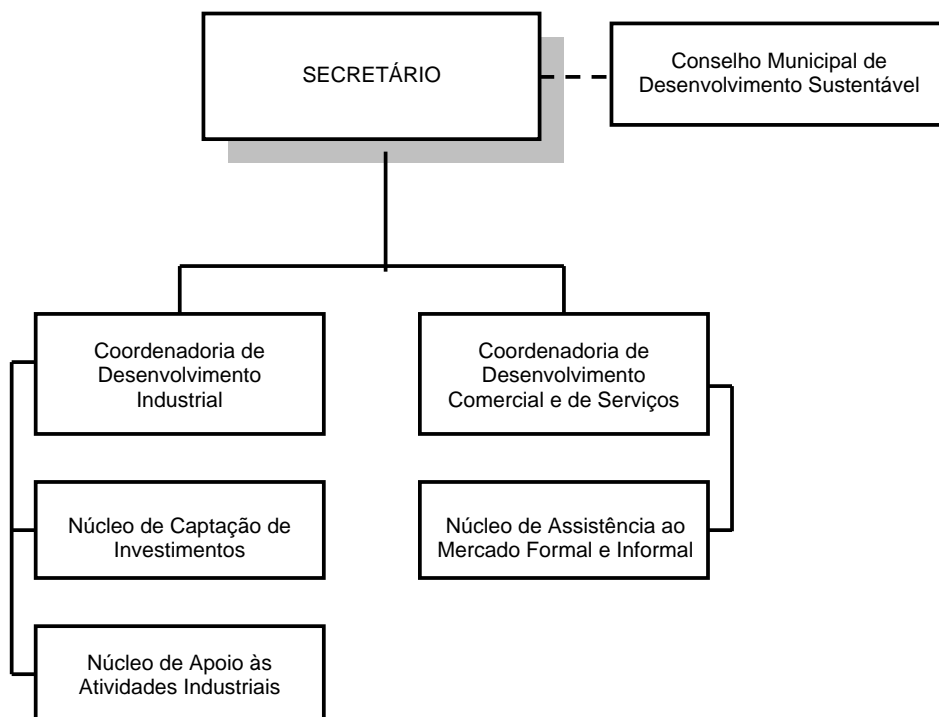 SECRETÁRIO
Conselho Municipal de
Desenvolvimento Sustentável
Coordenadoria de
Desenvolvimento
Industrial
Coordenadoria de
Desenvolvimento
Comercial e de Serviços
Núcleo de Captação de
Investimentos
Núcleo de Assistência ao
Mercado Formal e Informal
Núcleo de Apoio às
Atividades Industriais